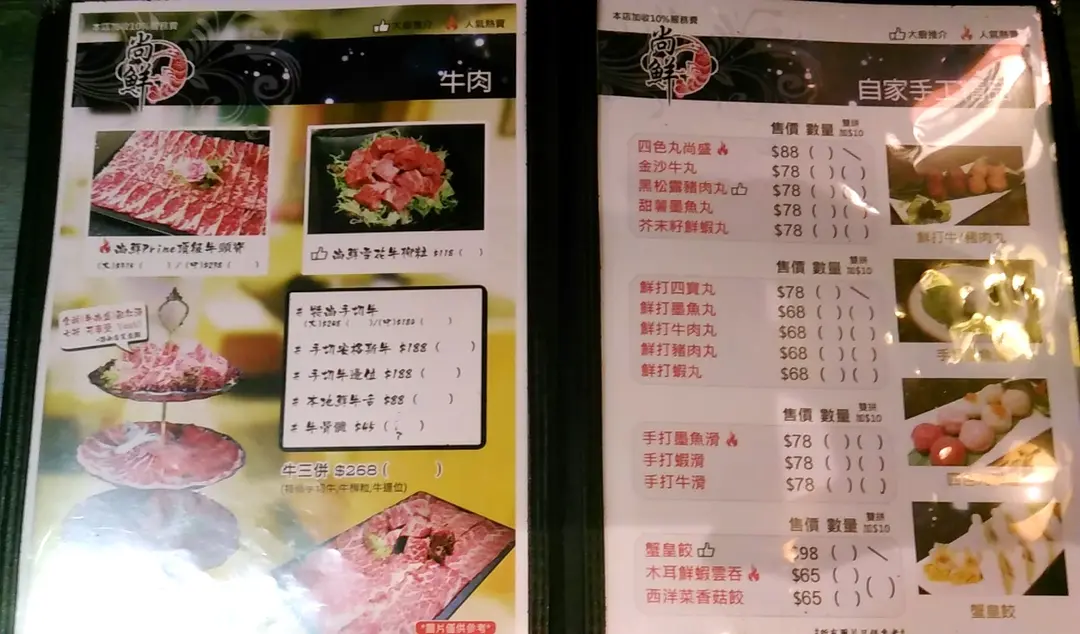 本店加收10%服務費
大廚推介
人氣熱賣
尚鮮
牛肉
尚鮮Prime頂級牛頸脊
尚鮮雪花牛柳粒 $118 (    )
# 特尚手切牛
# 手切安格斯牛 $188 (    )
# 手切牛邊位 $188 (    )
# 本地鮮牛舌 $88 (    )
# 牛骨髓 $45 (    )
牛三併 $268 (    )
*圖片僅供參考*
本店加收10%服務費
大廚推介
人氣熱賣
尚鮮
自家手工
售價 數量 雙拼加$10
四色丸尚盛 $88 ( ) ＼
金沙牛丸 $78 ( ) ( )
黑松露豬肉丸 $78 ( ) ( )
甜薯墨魚丸 $78 ( ) ( )
芥末籽鮮蝦丸 $78 ( ) ( )
鮮打牛/豬肉丸
售價 數量 雙拼加$10
鮮打四寶丸 $78 ( ) ＼
鮮打墨魚丸 $68 ( ) ( )
鮮打牛肉丸 $68 ( ) ( )
鮮打豬肉丸 $68 ( ) ( )
鮮打蝦丸 $68 ( ) ( )
手
售價 數量 雙拼加$10
手打墨魚滑 $78 ( ) ( )
手打蝦滑 $78 ( ) ( )
手打牛滑 $78 ( ) ( )
售價 數量 雙拼加$10
蟹皇餃 $98 ( ) ＼
木耳鮮蝦雲吞 $65 ( )
西洋菜香菇餃 $65 ( ) ( )
蟹皇餃